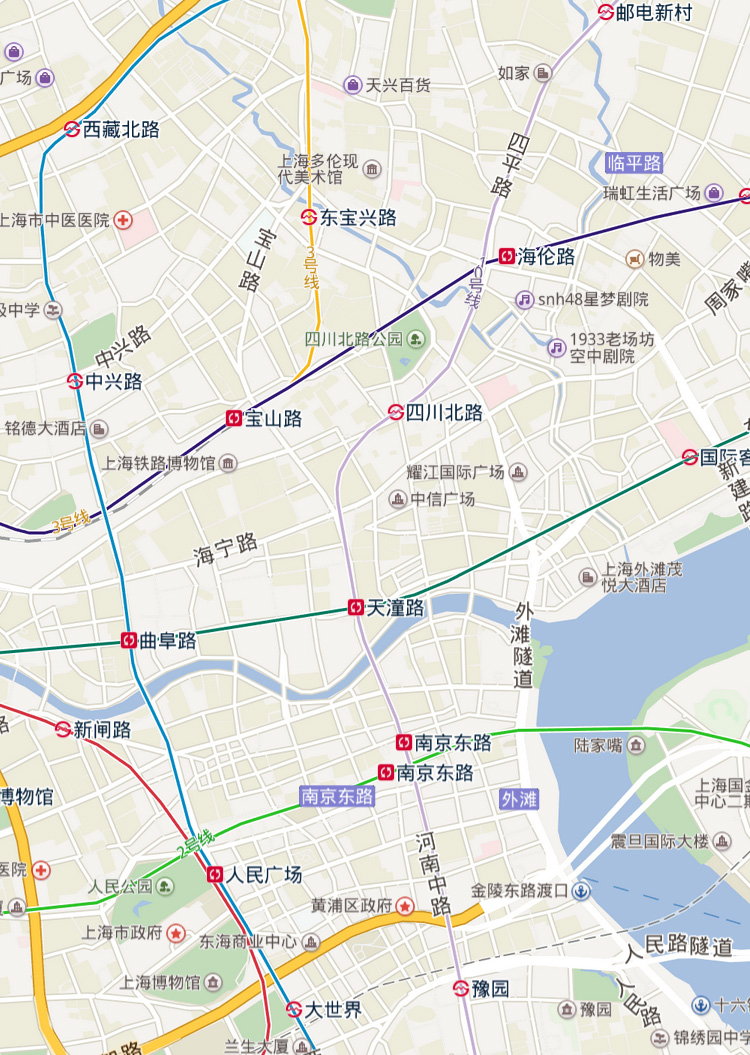 邮电新村
广场
天兴百货
如家
西藏北路
四平路
上海多伦现
代美术馆
临平路
瑞虹生活广场
上海市中医医院
东宝兴路
宝山路
3号线
海伦路
物美
10号线
snh48星梦剧院
周家嘴
级中学
四川北路公园
1933老场坊
空中剧院
中兴路
中兴路
铭德大酒店
宝山路
四川北路
上海铁路博物馆
耀江国际广场
国际客
中信广场
新建路
3号线
海宁路
上海外滩茂
悦大酒店
天潼路
外滩隧道
曲阜路
新闸路
南京东路
陆家嘴
南京东路
博物馆
南京东路
外滩
上海国金
中心二期
2号线
震旦国际大楼
河南中路
医院
人民广场
人民公园
金陵东路渡口
黄浦区政府
上海市政府
东海商业中心
人民路隧道
上海博物馆
豫园
人民路
大世界
豫园
十六铺
锦绣园中学
兰生大厦